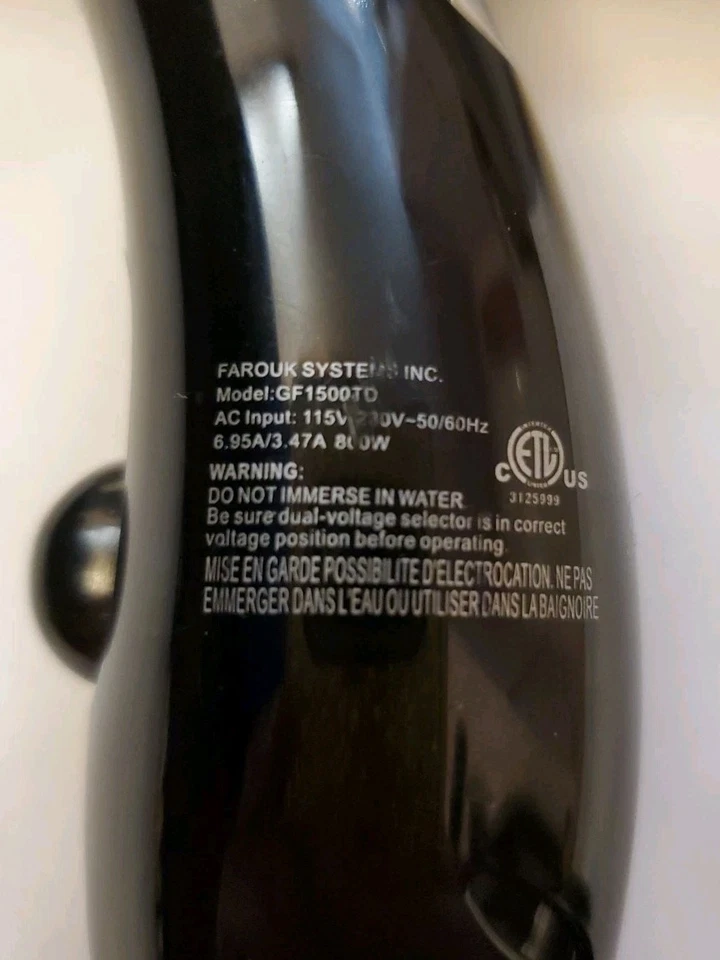 FAROUK SYSTEMS INC.
Model:GF1500TD
AC Input: 115V/230V~50/60Hz
6.95A/3.47A 800W
WARNING:
DO NOT IMMERSE IN WATER
Be sure dual-voltage selector is in correct
voltage position before operating.
MISE EN GARDE POSSIBILITE D'ELECTROCATION. NE PAS
EMMERGER DANS L'EAU OU UTILISER DANS LA BAIGNOIRE
INTERTEK
C ETL US
LISTED
3125999